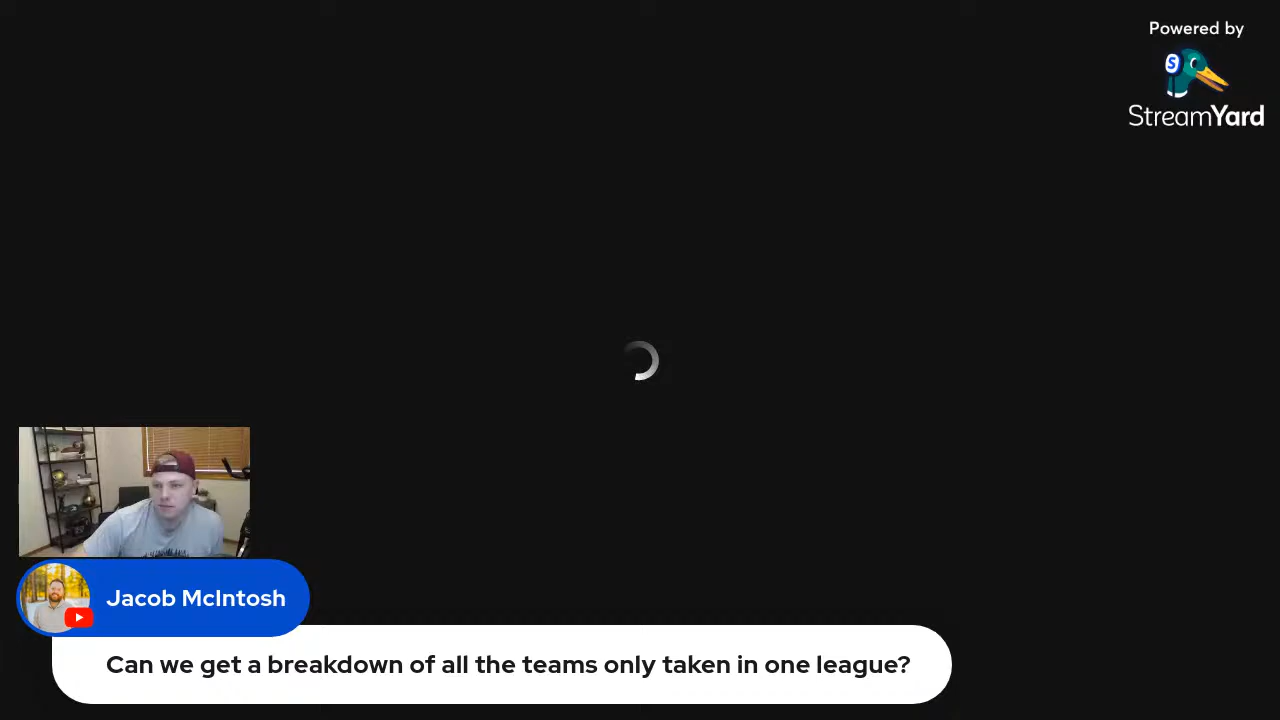 Powered by
S
StreamYard
Jacob McIntosh
Can we get a breakdown of all the teams only taken in one league?